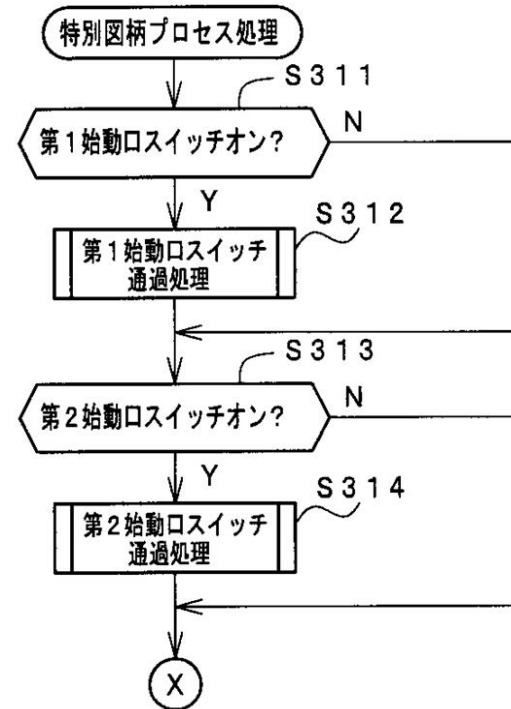 特別図柄プロセス処理
S311
第1始動口スイッチオン?
N
Y
S312
第1始動口スイッチ
通過処理
S313
第2始動口スイッチオン?
N
Y
S314
第2始動口スイッチ
通過処理
X